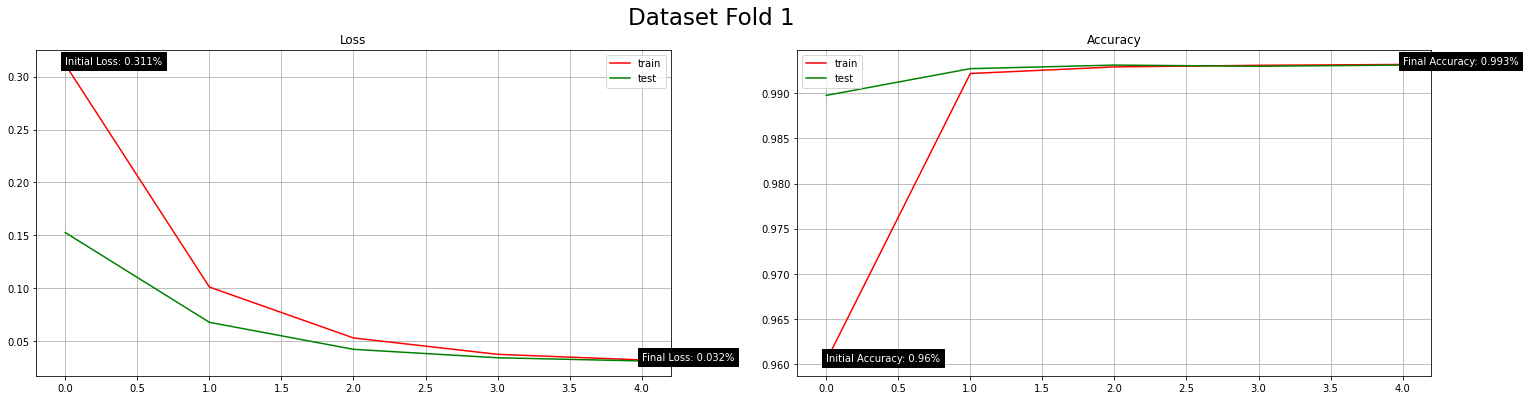 Dataset Fold 1
Loss
Initial Loss: 0.311%
train
test
0.30
0.25
0.20
0.15
0.10
0.05
Final Loss: 0.032%
0.0 0.5 1.0 1.5 2.0 2.5 3.0 3.5 4.0
Accuracy
train
test
Final Accuracy: 0.993%
0.990
0.985
0.980
0.975
0.970
0.965
0.960
Initial Accuracy: 0.96%
0.0 0.5 1.0 1.5 2.0 2.5 3.0 3.5 4.0